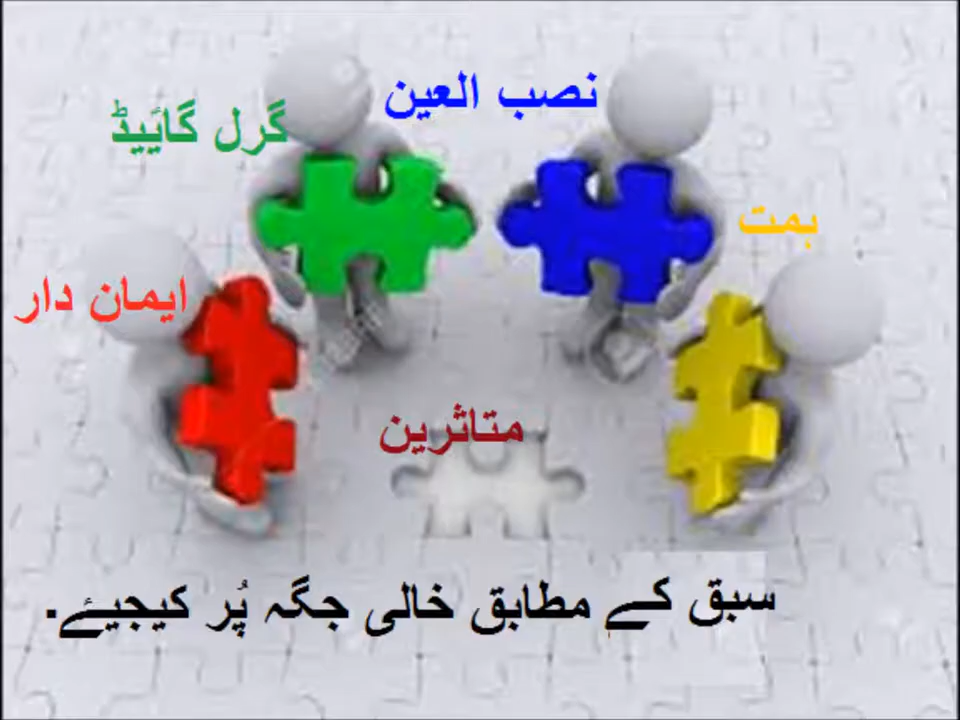 نصب العین
گرل گائیڈ
ہمت
ایمان دار
متاثرین
سبق کے مطابق خالی جگہ پُر کیجیۓ.